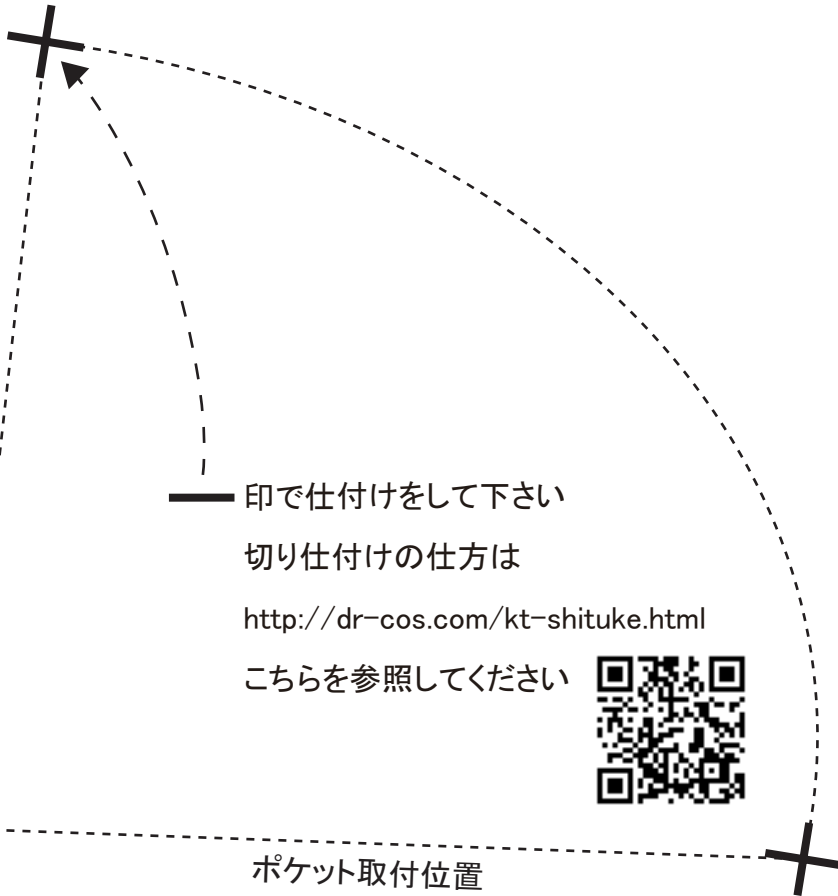 印で仕付けをして下さい
切り仕付けの仕方は
http://dr-cos.com/kt-shituke.html
こちらを参照してください
ポケット取付位置